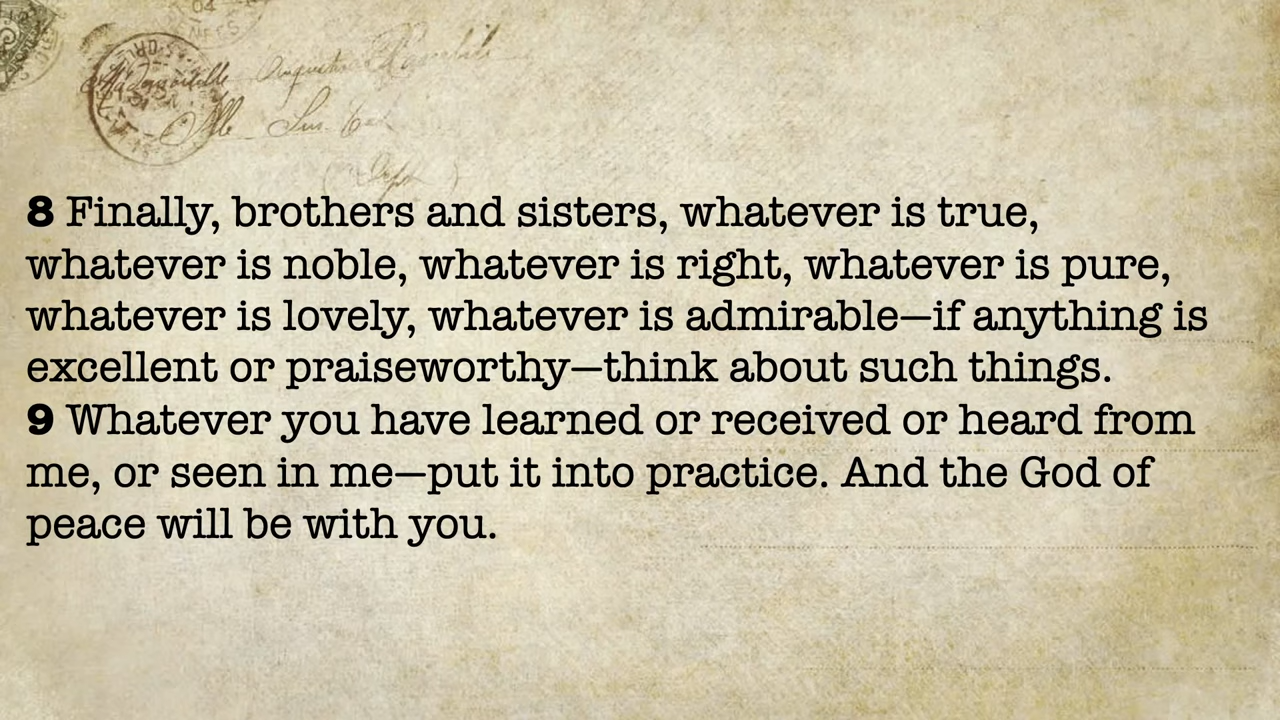 8 Finally, brothers and sisters, whatever is true,
whatever is noble, whatever is right, whatever is pure,
whatever is lovely, whatever is admirable—if anything is
excellent or praiseworthy—think about such things.
9 Whatever you have learned or received or heard from
me, or seen in me—put it into practice. And the God of
peace will be with you.